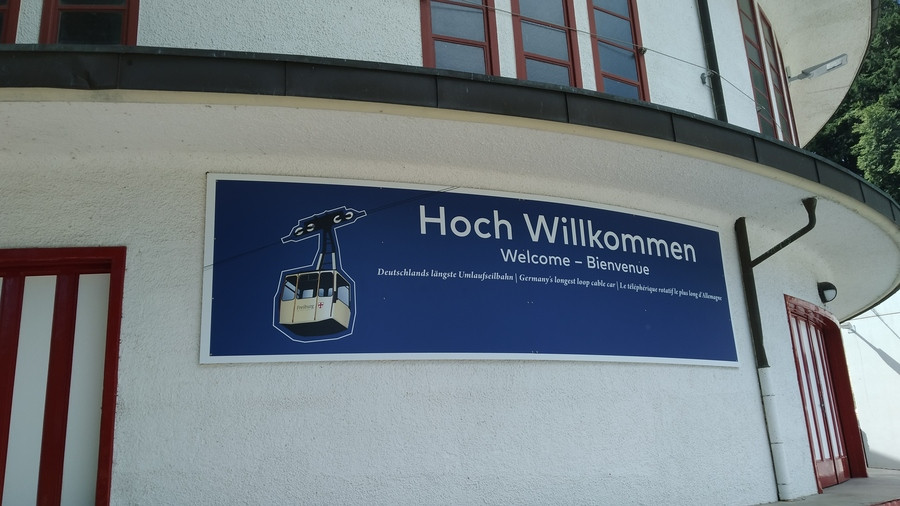 Hoch Willkommen
Welcome – Bienvenue
Deutschlands längste Umlaufseilbahn | Germany's longest loop cable car | Le téléphérique rotatif le plus long d'Allemagne
Freiburg